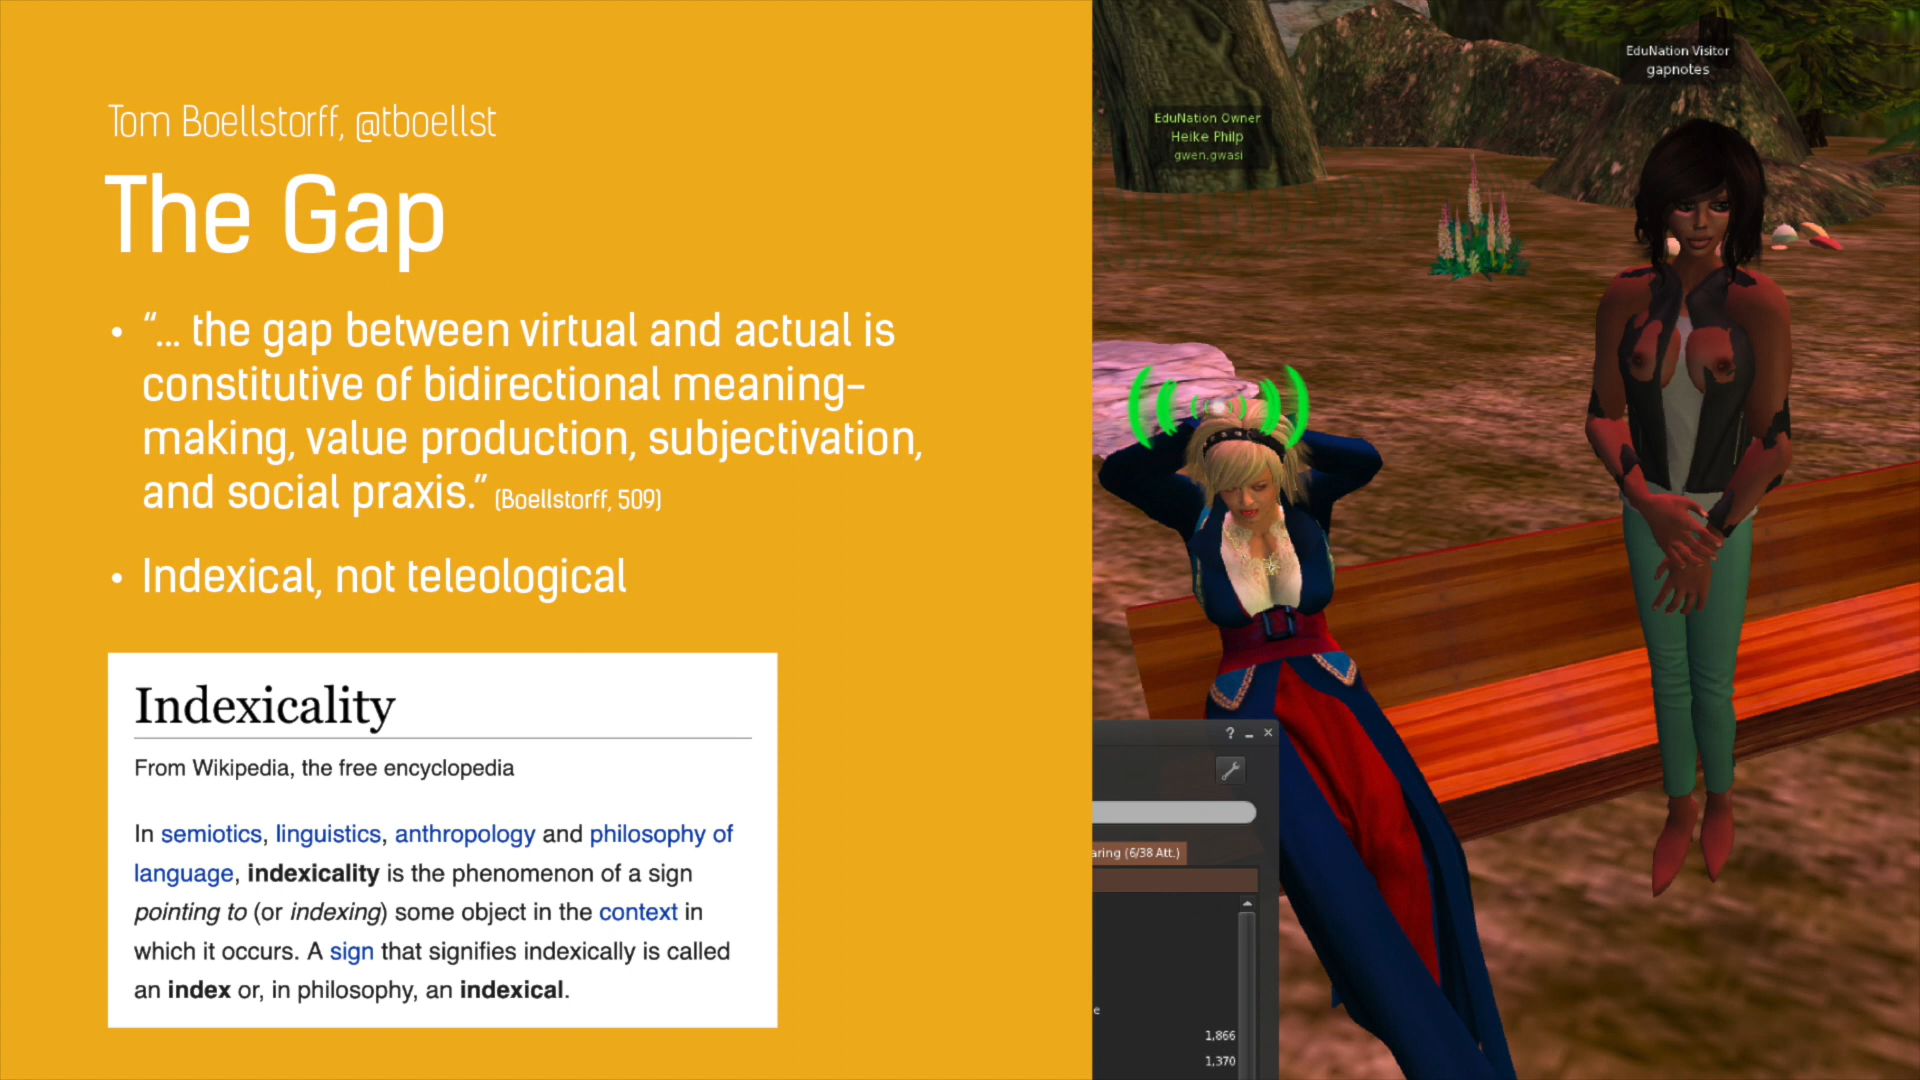 Tom Boellstorff, @tboellst
The Gap
• “... the gap between virtual and actual is
constitutive of bidirectional meaning-
making, value production, subjectivation,
and social praxis.” (Boellstorff, 509)
• Indexical, not teleological
Indexicality
From Wikipedia, the free encyclopedia
In semiotics, linguistics, anthropology and philosophy of
language, indexicality is the phenomenon of a sign
pointing to (or indexing) some object in the context in
which it occurs. A sign that signifies indexically is called
an index or, in philosophy, an indexical.
EduNation Visitor
gapnotes
EduNation Owner
Heike Philp
gwen.gwasi
? _ ×
aring (6/38 Att.)
e
1,866
1,370